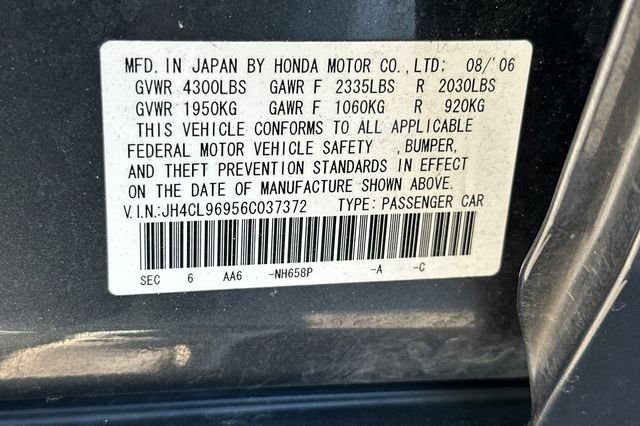 MFD. IN JAPAN BY HONDA MOTOR CO.,LTD; 08/'06
GVWR 4300LBS GAWR F 2335LBS R 2030LBS
GVWR 1950KG GAWR F 1060KG R 920KG
THIS VEHICLE CONFORMS TO ALL APPLICABLE
FEDERAL MOTOR VEHICLE SAFETY ,BUMPER,
AND THEFT PREVENTION STANDARDS IN EFFECT
ON THE DATE OF MANUFACTURE SHOWN ABOVE.
V.I.N.:JH4CL96956C037372 TYPE:PASSENGER CAR
SEC 6 AA6 -NH658P -A -C